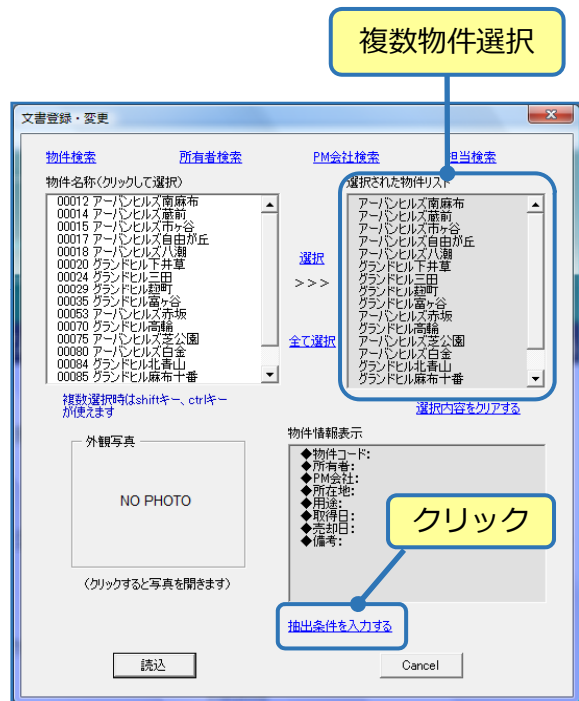 複数物件選択
文書登録・変更
物件検索
所有者検索
PM会社検索
担当検索
物件名称(クリックして選択)
00012 アーバンヒルズ南麻布
00014 アーバンヒルズ蔵前
00015 アーバンヒルズ市ヶ谷
00017 アーバンヒルズ自由が丘
00018 アーバンヒルズ八潮
00020 グランドヒル下井草
00024 グランドヒル三田
00029 グランドヒル麹町
00035 グランドヒル富ヶ谷
00053 アーバンヒルズ赤坂
00070 グランドヒル高輪
00075 アーバンヒルズ芝公園
00080 アーバンヒルズ白金
00084 グランドヒル北青山
00085 グランドヒル麻布十番
選択
>>>
全て選択
選択された物件リスト
アーバンヒルズ南麻布
アーバンヒルズ蔵前
アーバンヒルズ市ヶ谷
アーバンヒルズ自由が丘
アーバンヒルズ八潮
グランドヒル下井草
グランドヒル三田
グランドヒル麹町
グランドヒル富ヶ谷
アーバンヒルズ赤坂
グランドヒル高輪
アーバンヒルズ芝公園
アーバンヒルズ白金
グランドヒル北青山
グランドヒル麻布十番
複数選択時はshiftキー、ctrlキー
が使えます
選択内容をクリアする
外観写真
NO PHOTO
(クリックすると写真を開きます)
物件情報表示
◆物件コード:
◆所有者:
◆PM会社:
◆所在地:
◆用途:
◆取得日:
◆売却日:
◆備考:
クリック
抽出条件を入力する
読込
Cancel